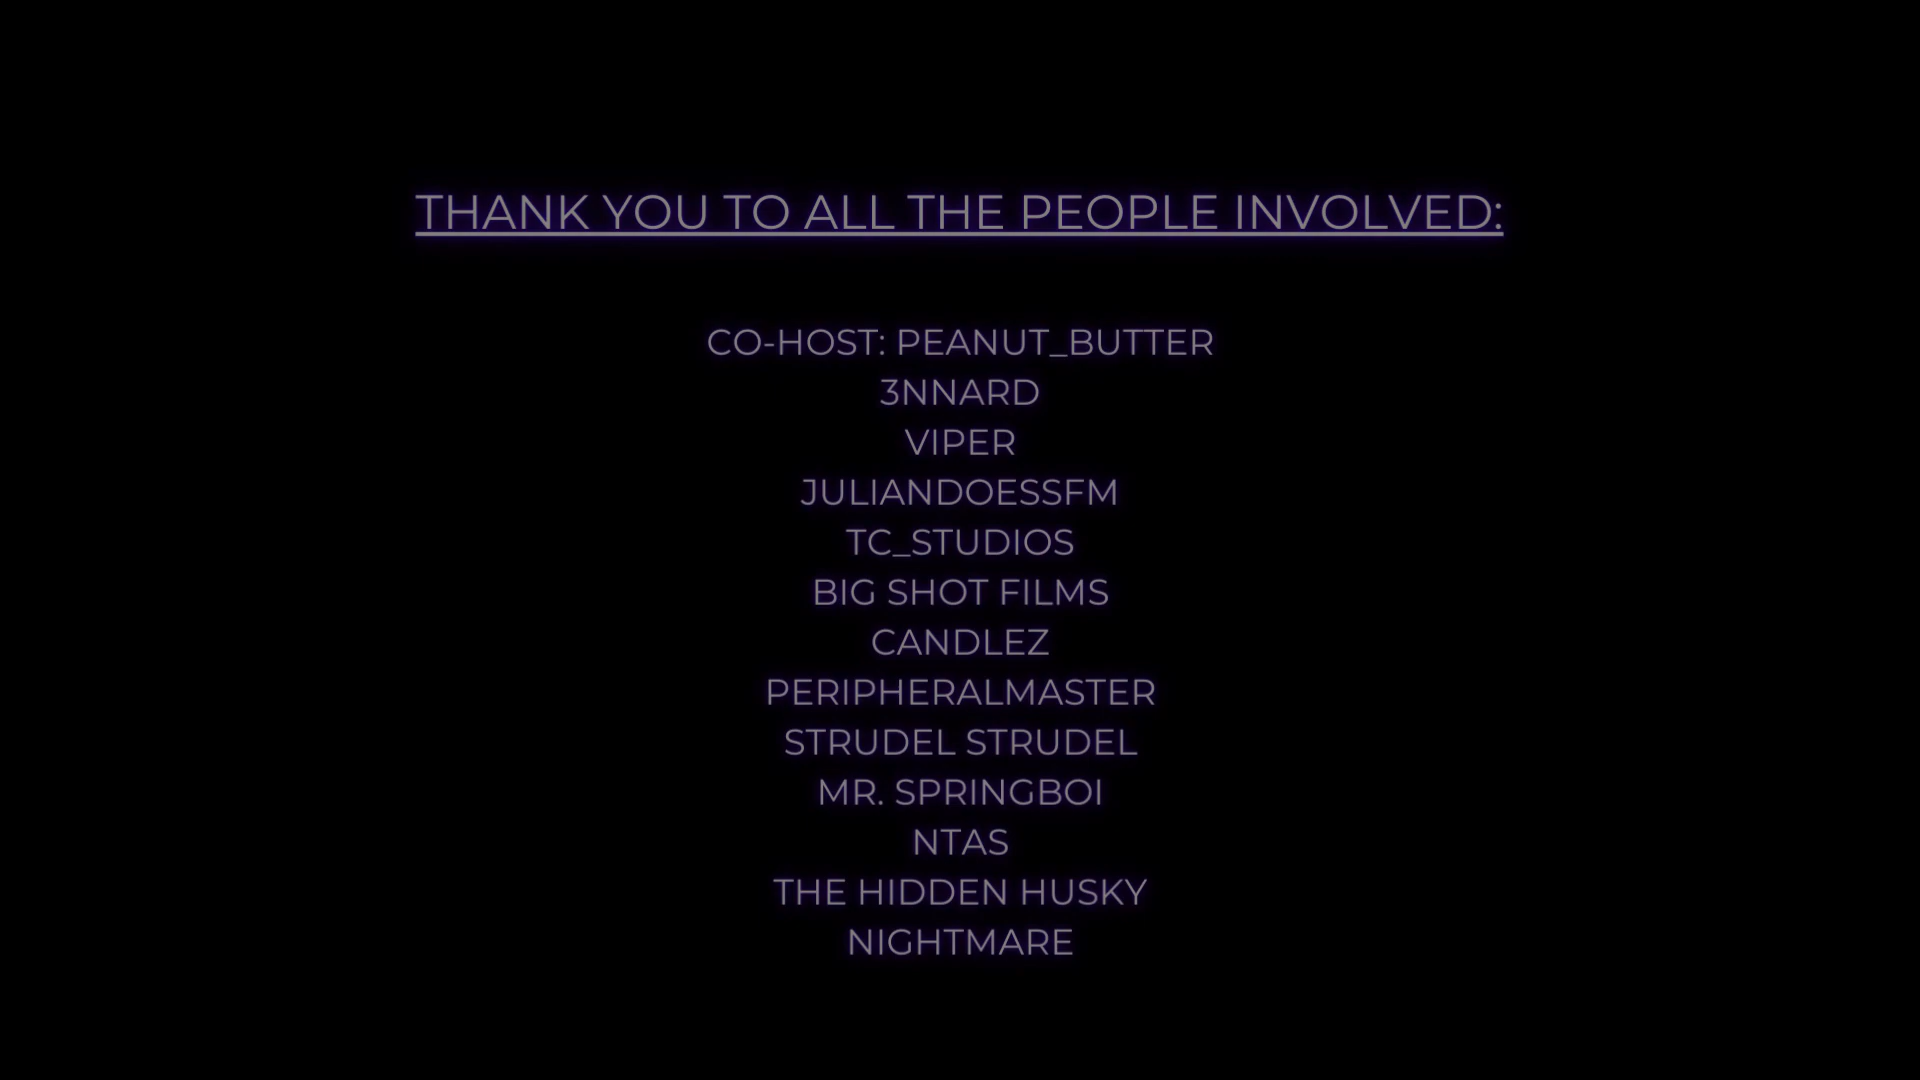 THANK YOU TO ALL THE PEOPLE INVOLVED:
CO-HOST: PEANUT_BUTTER
3NNARD
VIPER
JULIANDOESSFM
TC_STUDIOS
BIG SHOT FILMS
CANDLEZ
PERIPHERALMASTER
STRUDEL STRUDEL
MR. SPRINGBOI
NTAS
THE HIDDEN HUSKY
NIGHTMARE